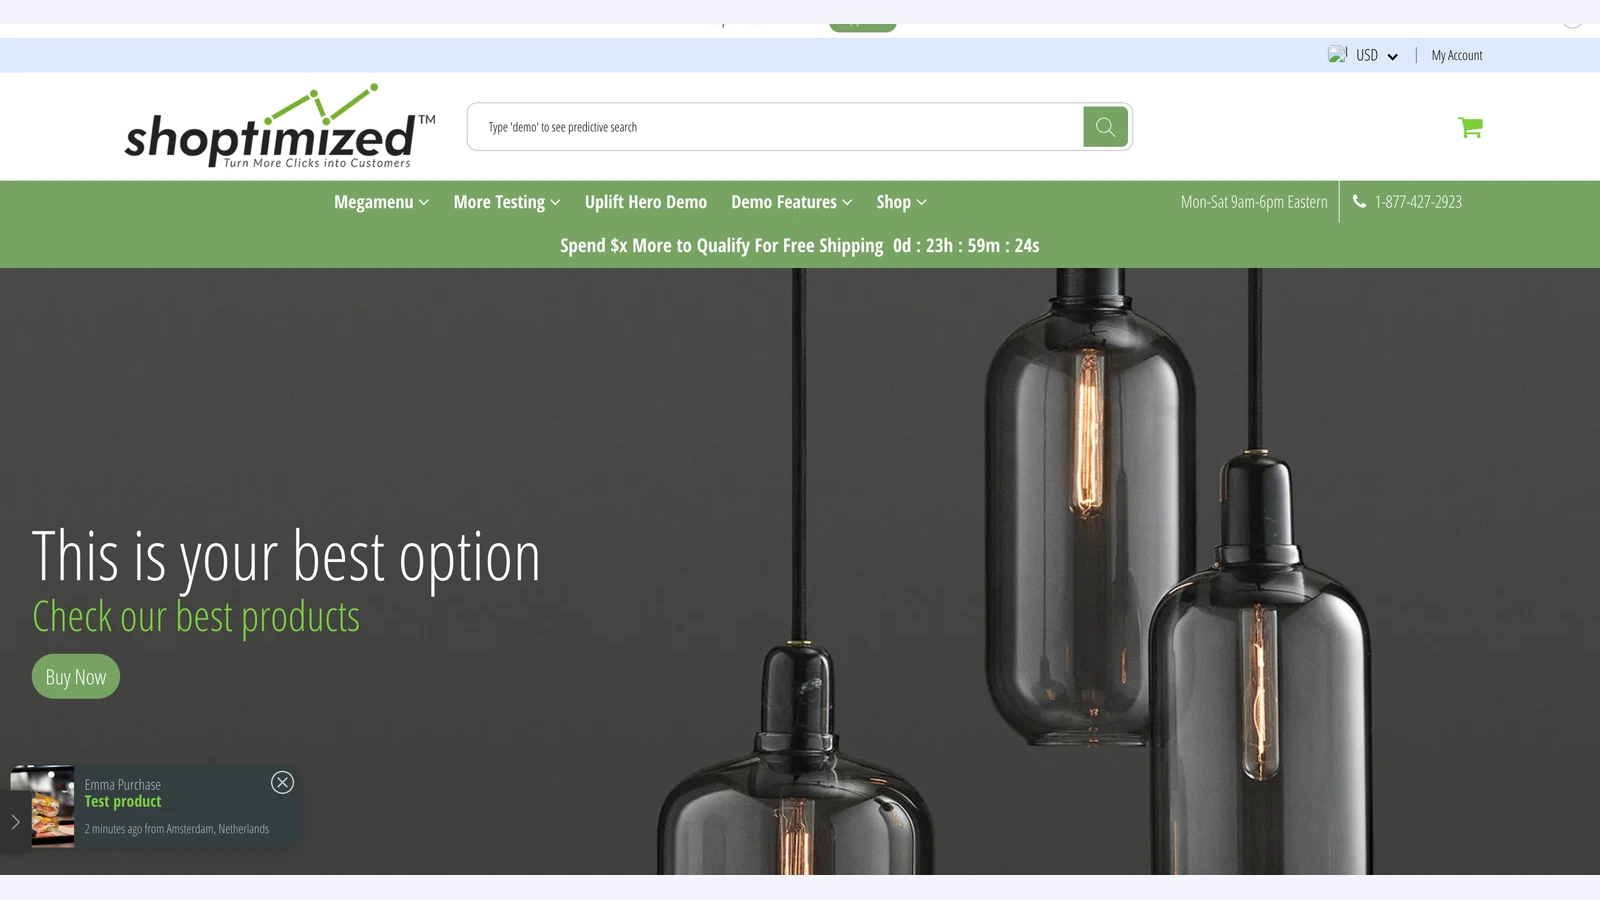 USD
My Account
shoptimized™
Turn More Clicks into Customers
Type 'demo' to see predictive search
Megamenu
More Testing
Uplift Hero Demo
Demo Features
Shop
Mon-Sat 9am-6pm Eastern
1-877-427-2923
Spend $x More to Qualify For Free Shipping 0d : 23h : 59m : 24s
This is your best option
Check our best products
Buy Now
Emma Purchase
Test product
2 minutes ago from Amsterdam, Netherlands